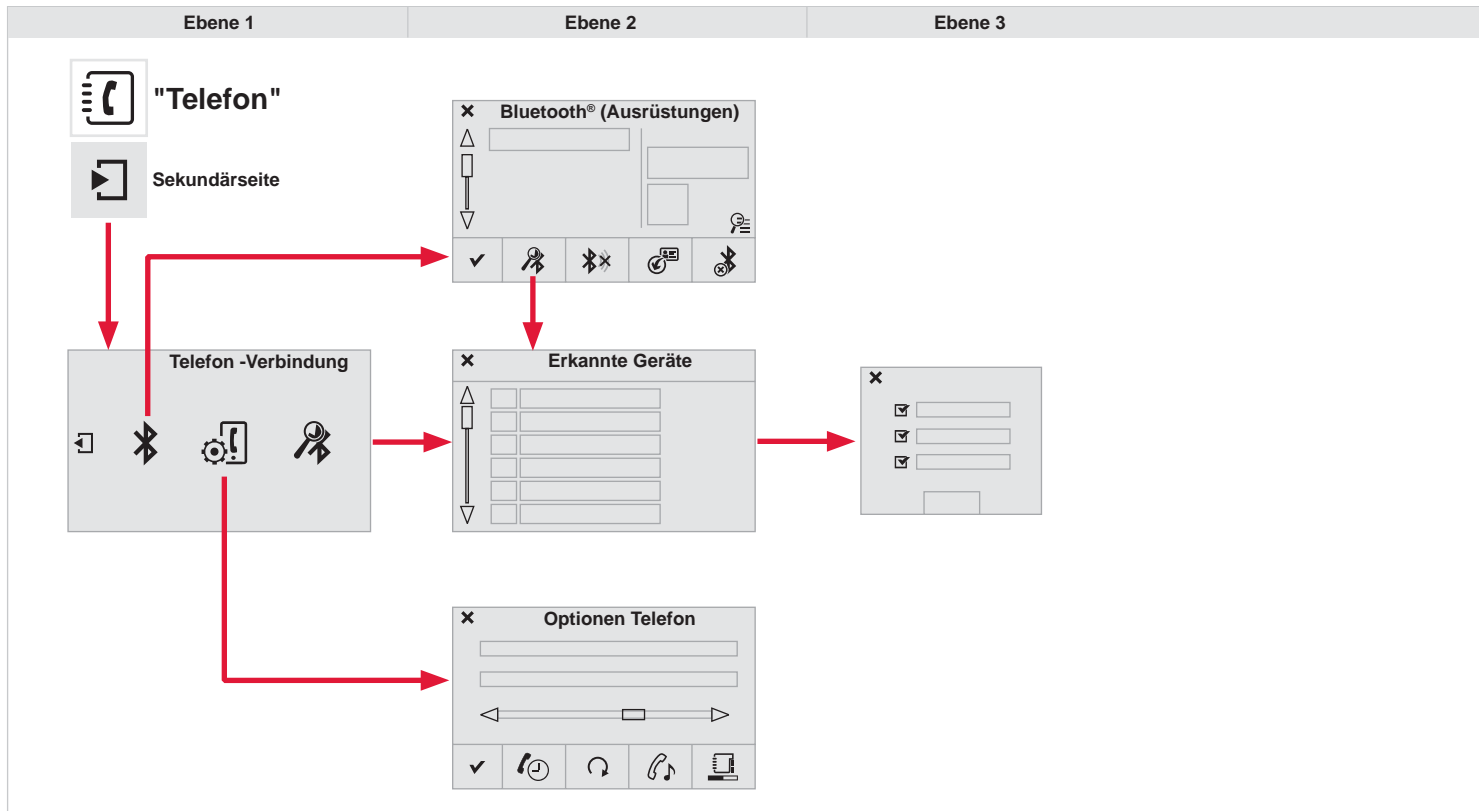 Ebene 1
Ebene 2
Ebene 3
"Telefon"
Sekundärseite
Bluetooth® (Ausrüstungen)
Telefon -Verbindung
Erkannte Geräte
Optionen Telefon